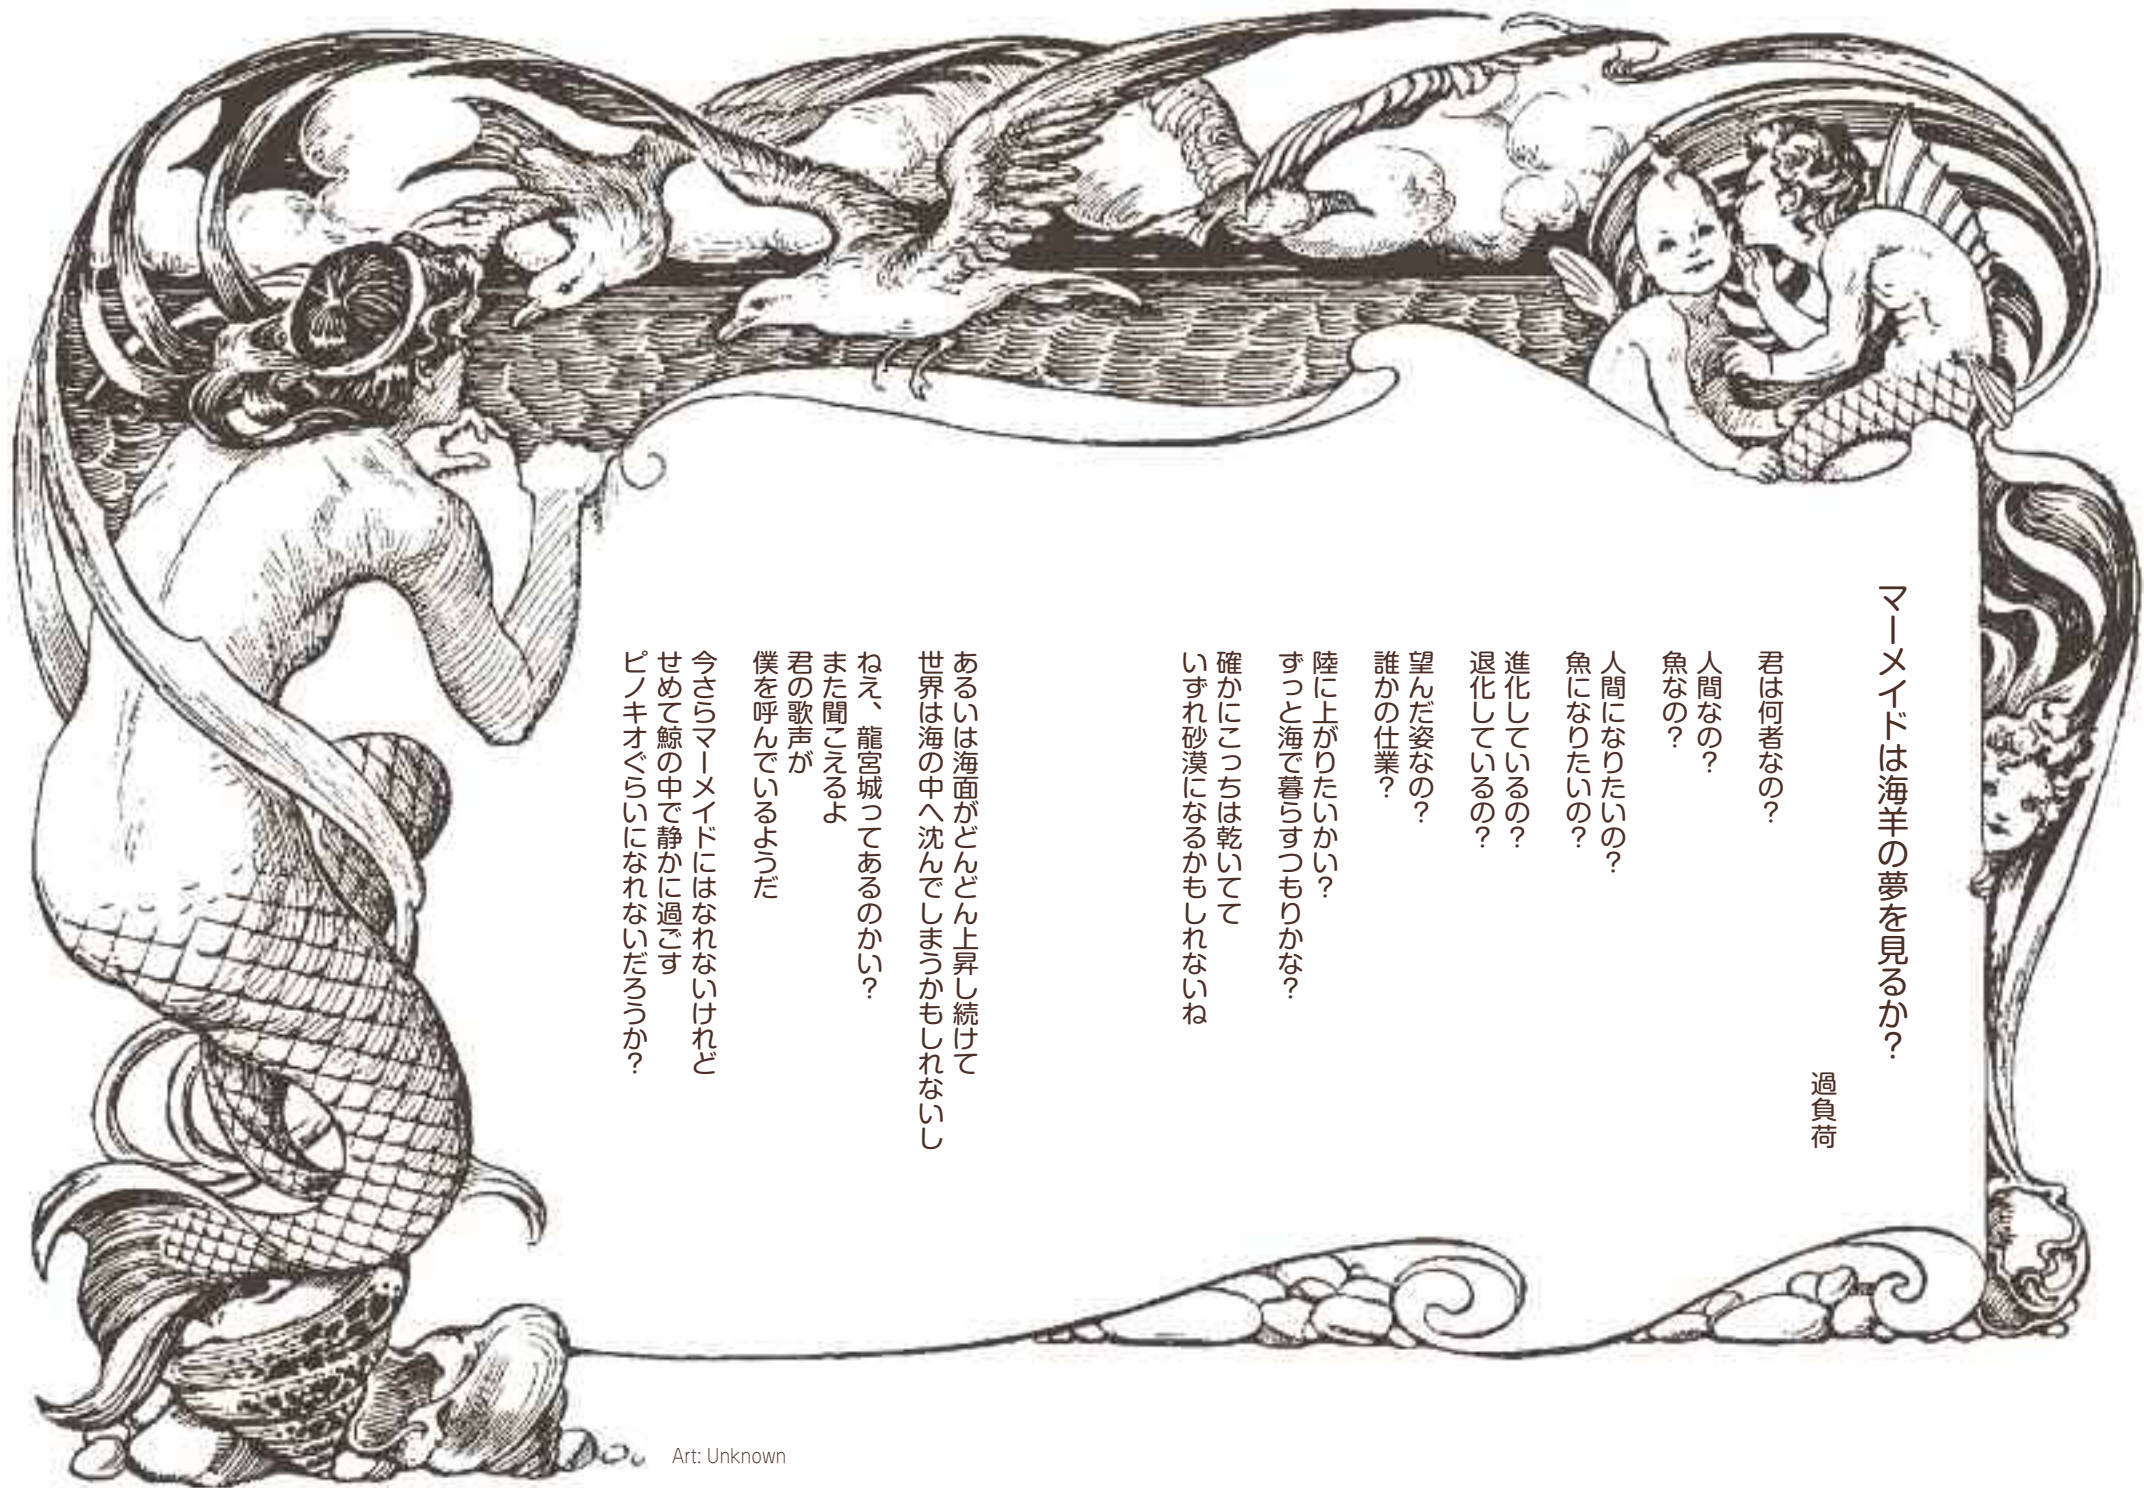 マーメイドは海羊の夢を見るか？
過負荷
君は何者なの？
人間なの？
魚なの？
人間になりたいの？
魚になりたいの？
進化しているの？
退化しているの？
望んだ姿なの？
誰かの仕業？
陸に上がりたいかい？
ずっと海で暮らすつもりかな？
確かにこっちは乾いてて
いずれ砂漠になるかもしれないね
あるいは海面がどんどん上昇し続けて
世界は海の中へ沈んでしまうかもしれないし
ねえ、龍宮城ってあるのかい？
また聞こえるよ
君の歌声が
僕を呼んでいるようだ
今さらマーメイドにはなれないけれど
せめて鯨の中で静かに過ごす
ピノキオぐらいになれないだろうか？
Art: Unknown